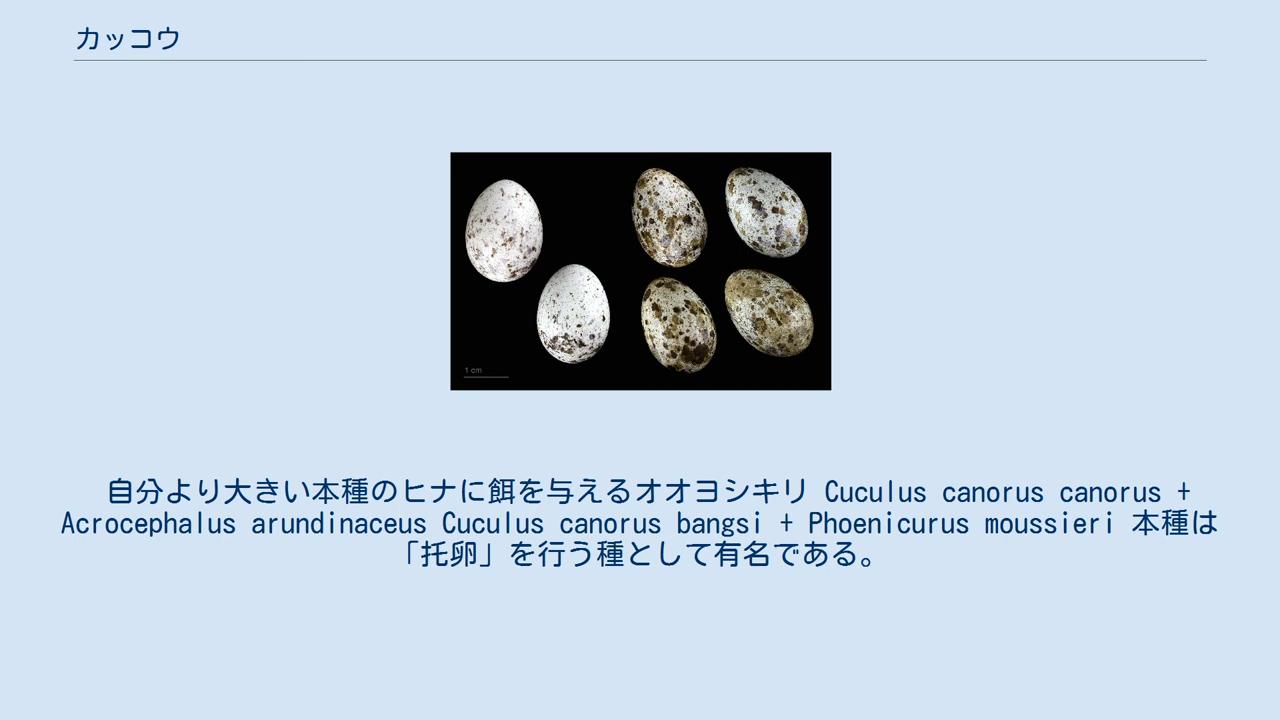 カッコウ
1 cm
自分より大きい本種のヒナに餌を与えるオオヨシキリ Cuculus canorus canorus +
Acrocephalus arundinaceus Cuculus canorus bangsi + Phoenicurus moussieri 本種は
「托卵」を行う種として有名である。